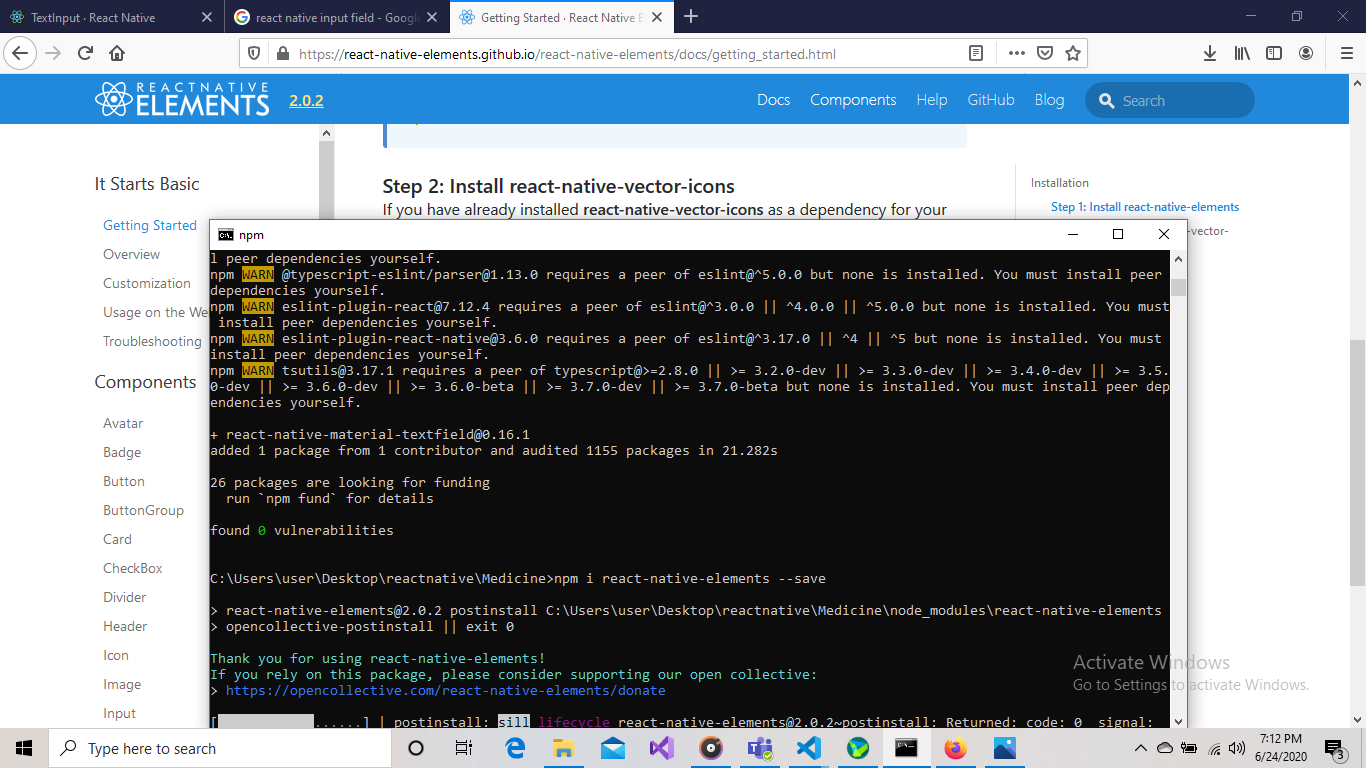 TextInput · React Native
react native input field - Googl
Getting Started · React Native E
https://react-native-elements.github.io/react-native-elements/docs/getting_started.html
REACTNATIVE
ELEMENTS
2.0.2
Docs
Components
Help
GitHub
Blog
Search
It Starts Basic
Getting Started
Overview
Customization
Usage on the We
Troubleshooting
Components
Avatar
Badge
Button
ButtonGroup
Card
CheckBox
Divider
Header
Icon
Image
Input
Step 2: Install react-native-vector-icons
If you have already installed react-native-vector-icons as a dependency for your
Installation
Step 1: Install react-native-elements
-vector-
npm
l peer dependencies yourself.
npm WARN @typescript-eslint/parser@1.13.0 requires a peer of eslint@^5.0.0 but none is installed. You must install peer
dependencies yourself.
npm WARN eslint-plugin-react@7.12.4 requires a peer of eslint@^3.0.0 || ^4.0.0 || ^5.0.0 but none is installed. You must
install peer dependencies yourself.
npm WARN eslint-plugin-react-native@3.6.0 requires a peer of eslint@^3.17.0 || ^4 || ^5 but none is installed. You must
install peer dependencies yourself.
npm WARN tsutils@3.17.1 requires a peer of typescript@>=2.8.0 || >= 3.2.0-dev || >= 3.3.0-dev || >= 3.4.0-dev || >= 3.5.
0-dev || >= 3.6.0-dev || >= 3.6.0-beta || >= 3.7.0-dev || >= 3.7.0-beta but none is installed. You must install peer dep
endencies yourself.
+ react-native-material-textfield@0.16.1
added 1 package from 1 contributor and audited 1155 packages in 21.282s
26 packages are looking for funding
run `npm fund` for details
found 0 vulnerabilities
C:\Users\user\Desktop\reactnative\Medicine>npm i react-native-elements --save
> react-native-elements@2.0.2 postinstall C:\Users\user\Desktop\reactnative\Medicine\node_modules\react-native-elements
> opencollective-postinstall || exit 0
Thank you for using react-native-elements!
If you rely on this package, please consider supporting our open collective:
> https://opencollective.com/react-native-elements/donate
[ ......] | postinstall: sill lifecycle react-native-elements@2.0.2~postinstall: Returned: code: 0 signal:
Activate Windows
Go to Settings to activate Windows.
Type here to search
7:12 PM
6/24/2020
3